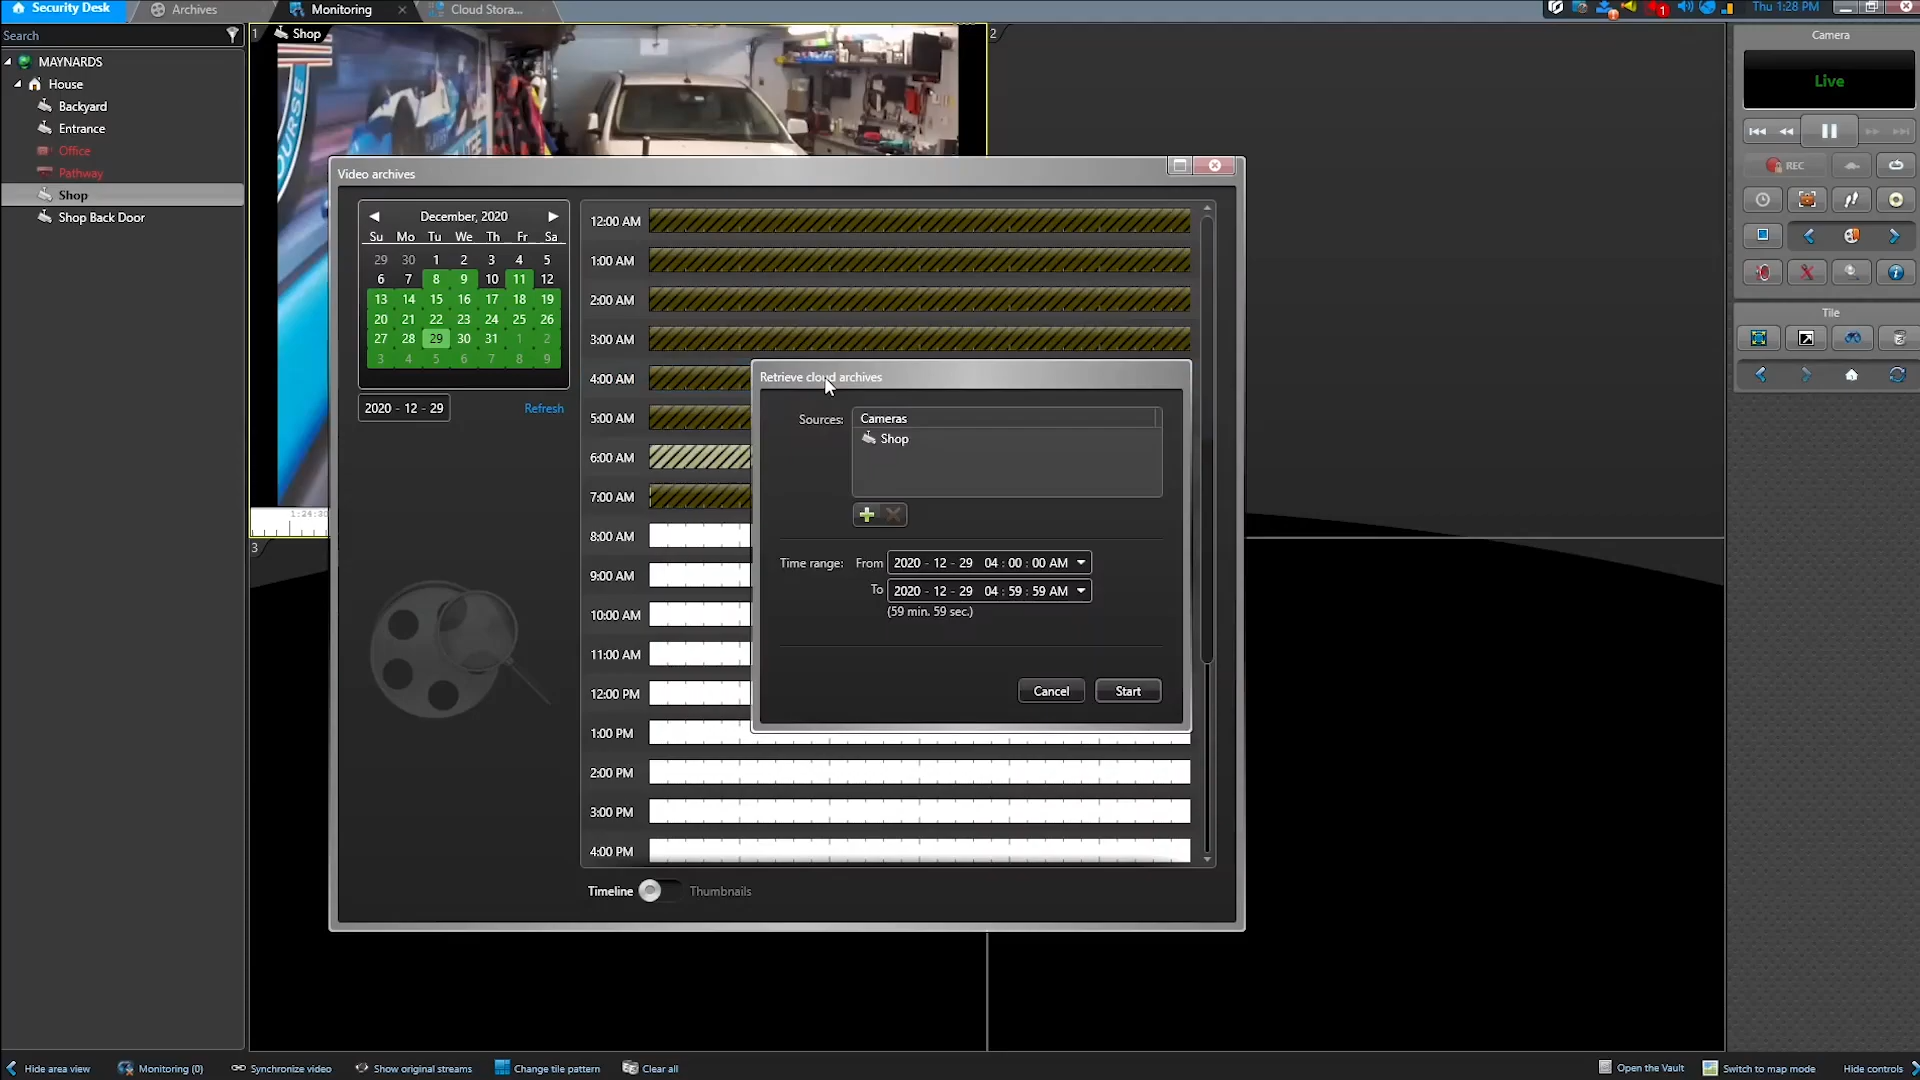 Security Desk
Archives
Monitoring
Cloud Stora...
1
Thu 1:28 PM
Search
MAYNARDS
House
Backyard
Entrance
Office
Pathway
Shop
Shop Back Door
1
Shop
2
3
OURSE
1:24:30
Video archives
December, 2020
Su Mo Tu We Th Fr Sa
29 30 1 2 3 4 5
6 7 8 9 10 11 12
13 14 15 16 17 18 19
20 21 22 23 24 25 26
27 28 29 30 31 1 2
3 4 5 6 7 8 9
2020 - 12 - 29
Refresh
12:00 AM
1:00 AM
2:00 AM
3:00 AM
4:00 AM
5:00 AM
6:00 AM
7:00 AM
8:00 AM
9:00 AM
10:00 AM
11:00 AM
12:00 PM
1:00 PM
2:00 PM
3:00 PM
4:00 PM
Timeline
Thumbnails
Retrieve cloud archives
Sources:
Cameras
Shop
Time range: From 2020 - 12 - 29 04 : 00 : 00 AM
To 2020 - 12 - 29 04 : 59 : 59 AM
(59 min. 59 sec.)
Cancel
Start
Camera
Live
REC
Tile
Hide area view
Monitoring (0)
Synchronize video
Show original streams
Change tile pattern
Clear all
Open the Vault
Switch to map mode
Hide controls